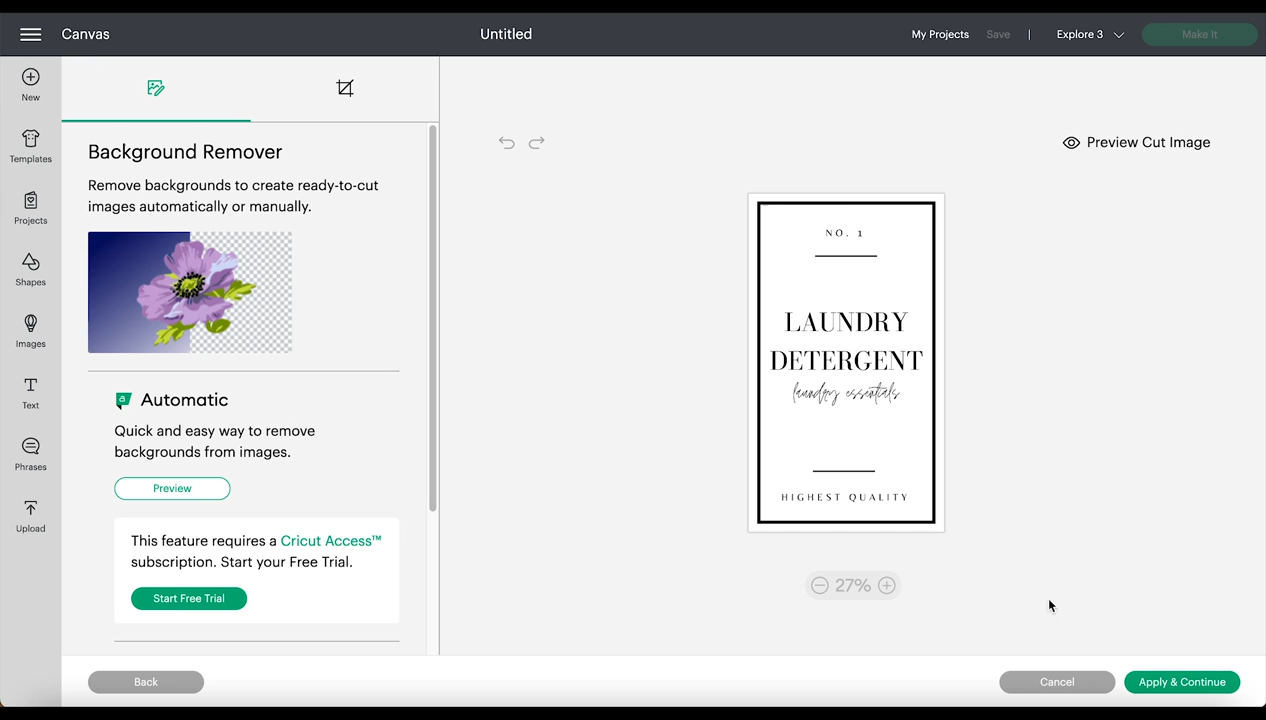 Canvas
Untitled
My Projects
Save
|
Explore 3
Make It
New
Templates
Projects
Shapes
Images
Text
Phrases
Upload
Background Remover
Remove backgrounds to create ready-to-cut
images automatically or manually.
a
Automatic
Quick and easy way to remove
backgrounds from images.
Preview
This feature requires a Cricut Access™
subscription. Start your Free Trial.
Start Free Trial
Preview Cut Image
NO. 1
LAUNDRY
DETERGENT
laundry essentials
HIGHEST QUALITY
27%
Back
Cancel
Apply & Continue